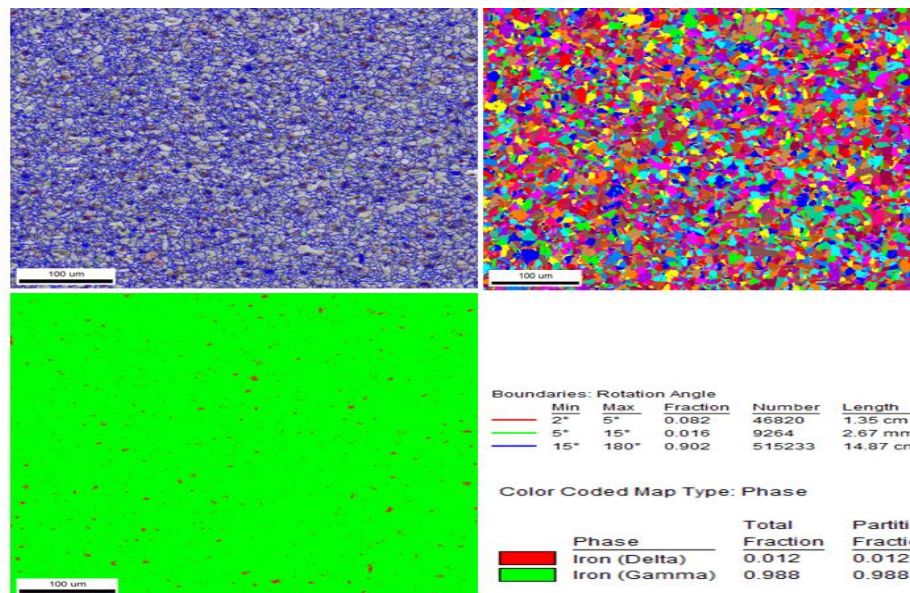 100 um
100 um
100 um
Boundaries: Rotation Angle
Min Max Fraction Number Length
2° 5° 0.082 46820 1.35 cm
5° 15° 0.016 9264 2.67 mm
15° 180° 0.902 515233 14.87 cm
Color Coded Map Type: Phase
Total Partiti
Phase Fraction Fractio
Iron (Delta) 0.012 0.012
Iron (Gamma) 0.988 0.988